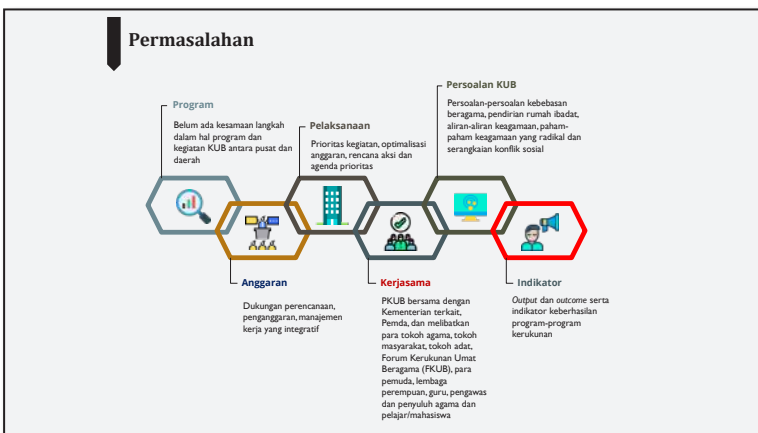 Permasalahan
Program
Belum ada kesamaan langkah
dalam hal program dan
kegiatan KUB antara pusat dan
daerah
Anggaran
Dukungan perencanaan,
penganggaran, manajemen
kerja yang integratif
Pelaksanaan
Prioritas kegiatan, optimalisasi
anggaran, rencana aksi dan
agenda prioritas
Kerjasama
PKUB bersama dengan
Kementerian terkait,
Pemda, dan melibatkan
para tokoh agama, tokoh
masyarakat, tokoh adat,
Forum Kerukunan Umat
Beragama (FKUB), para
pemuda, lembaga
perempuan, guru, pengawas
dan penyuluh agama dan
pelajar/mahasiswa
Persoalan KUB
Persoalan-persoalan kebebasan
beragama, pendirian rumah ibadat,
aliran-aliran keagamaan, paham-
paham keagamaan yang radikal dan
serangkaian konflik sosial
Indikator
Output dan outcome serta
indikator keberhasilan
program-program
kerukunan